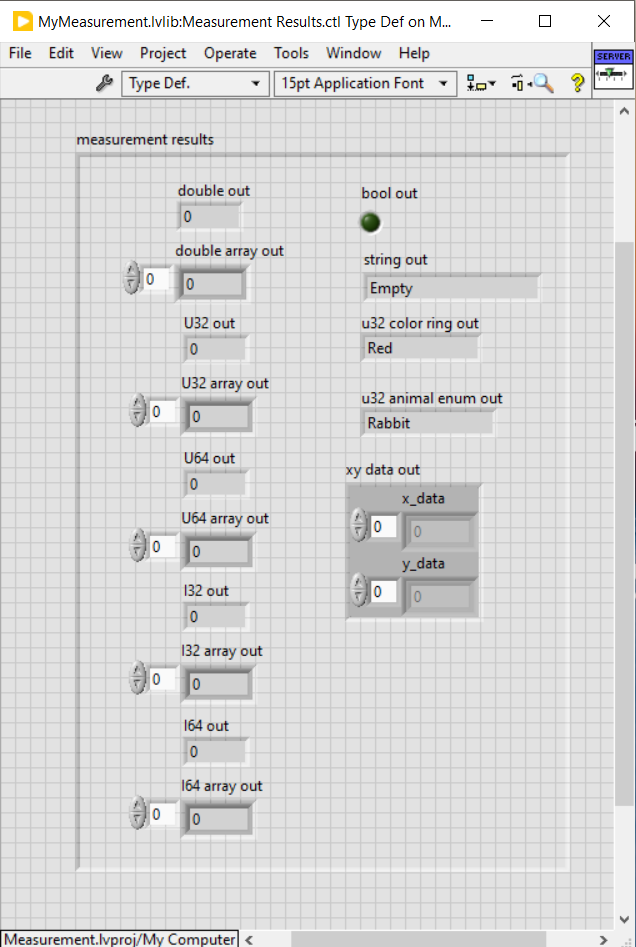 MyMeasurement.lvlib:Measurement Results.ctl Type Def on M...
File Edit View Project Operate Tools Window Help
SERVER
Type Def. 15pt Application Font ?
measurement results
double out
0
double array out
0 0
U32 out
0
U32 array out
0 0
U64 out
0
U64 array out
0 0
I32 out
0
I32 array out
0 0
I64 out
0
I64 array out
0 0
bool out
string out
Empty
u32 color ring out
Red
u32 animal enum out
Rabbit
xy data out
x_data
0 0
y_data
0 0
Measurement.lvproj/My Computer